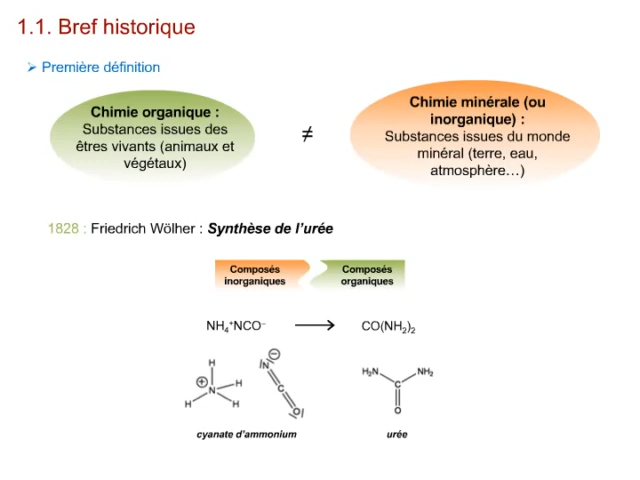 1.1. Bref historique
➢ Première définition
Chimie organique :
Substances issues des
êtres vivants (animaux et
végétaux)
≠
Chimie minérale (ou
inorganique) :
Substances issues du monde
minéral (terre, eau,
atmosphère…)
1828 : Friedrich Wölher : Synthèse de l'urée
Composés
inorganiques
Composés
organiques
NH₄⁺NCO⁻
CO(NH₂)₂
H
N
H
H
H
N
C
O
H₂N
NH₂
C
O
cyanate d'ammonium
urée